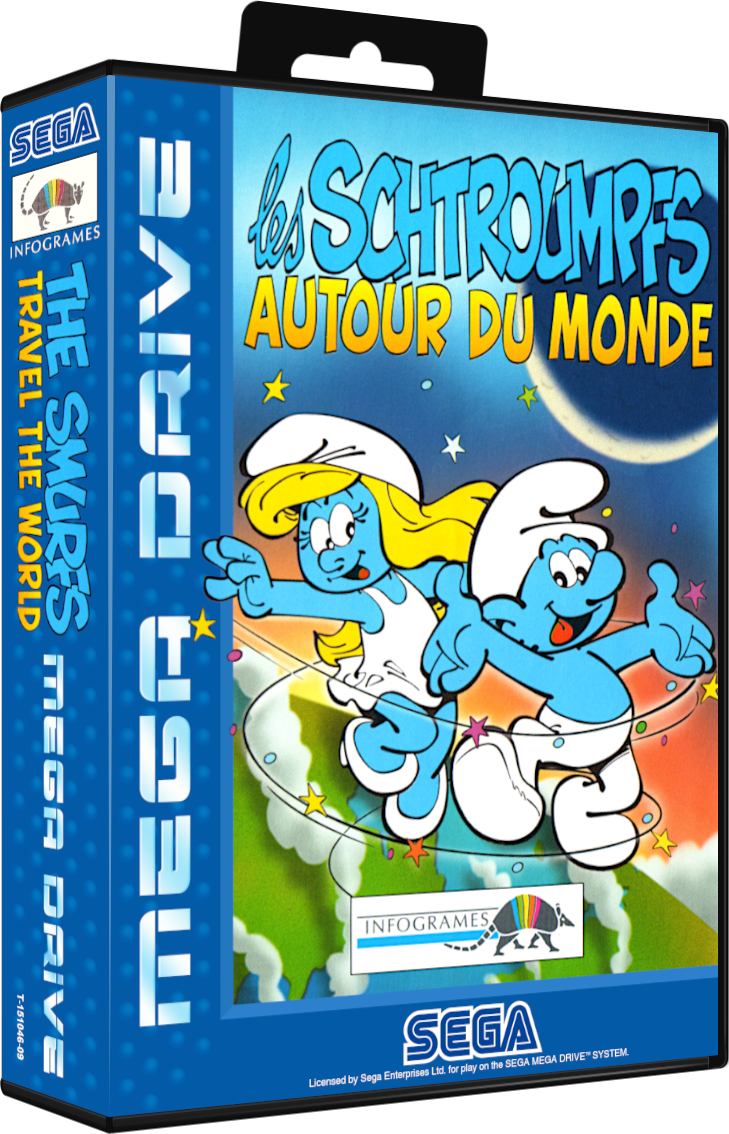 SEGA
INFOGRAMES
THE SMURFS
TRAVEL THE WORLD
MEGA DRIVE
T-151046-09
MEGA DRIVE
les SCHTROUMPFS
AUTOUR DU MONDE
INFOGRAMES
SEGA
Licensed by Sega Enterprises Ltd. for play on the SEGA MEGA DRIVE™ SYSTEM.